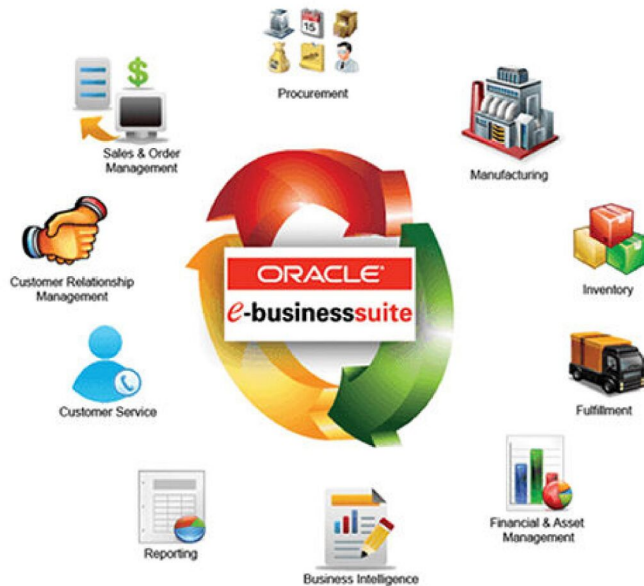 15
$
Procurement
Sales & Order
Management
Manufacturing
Customer Relationship
Management
Inventory
ORACLE®
e-businesssuite
Customer Service
Fulfillment
Financial & Asset
Management
Reporting
Business Intelligence